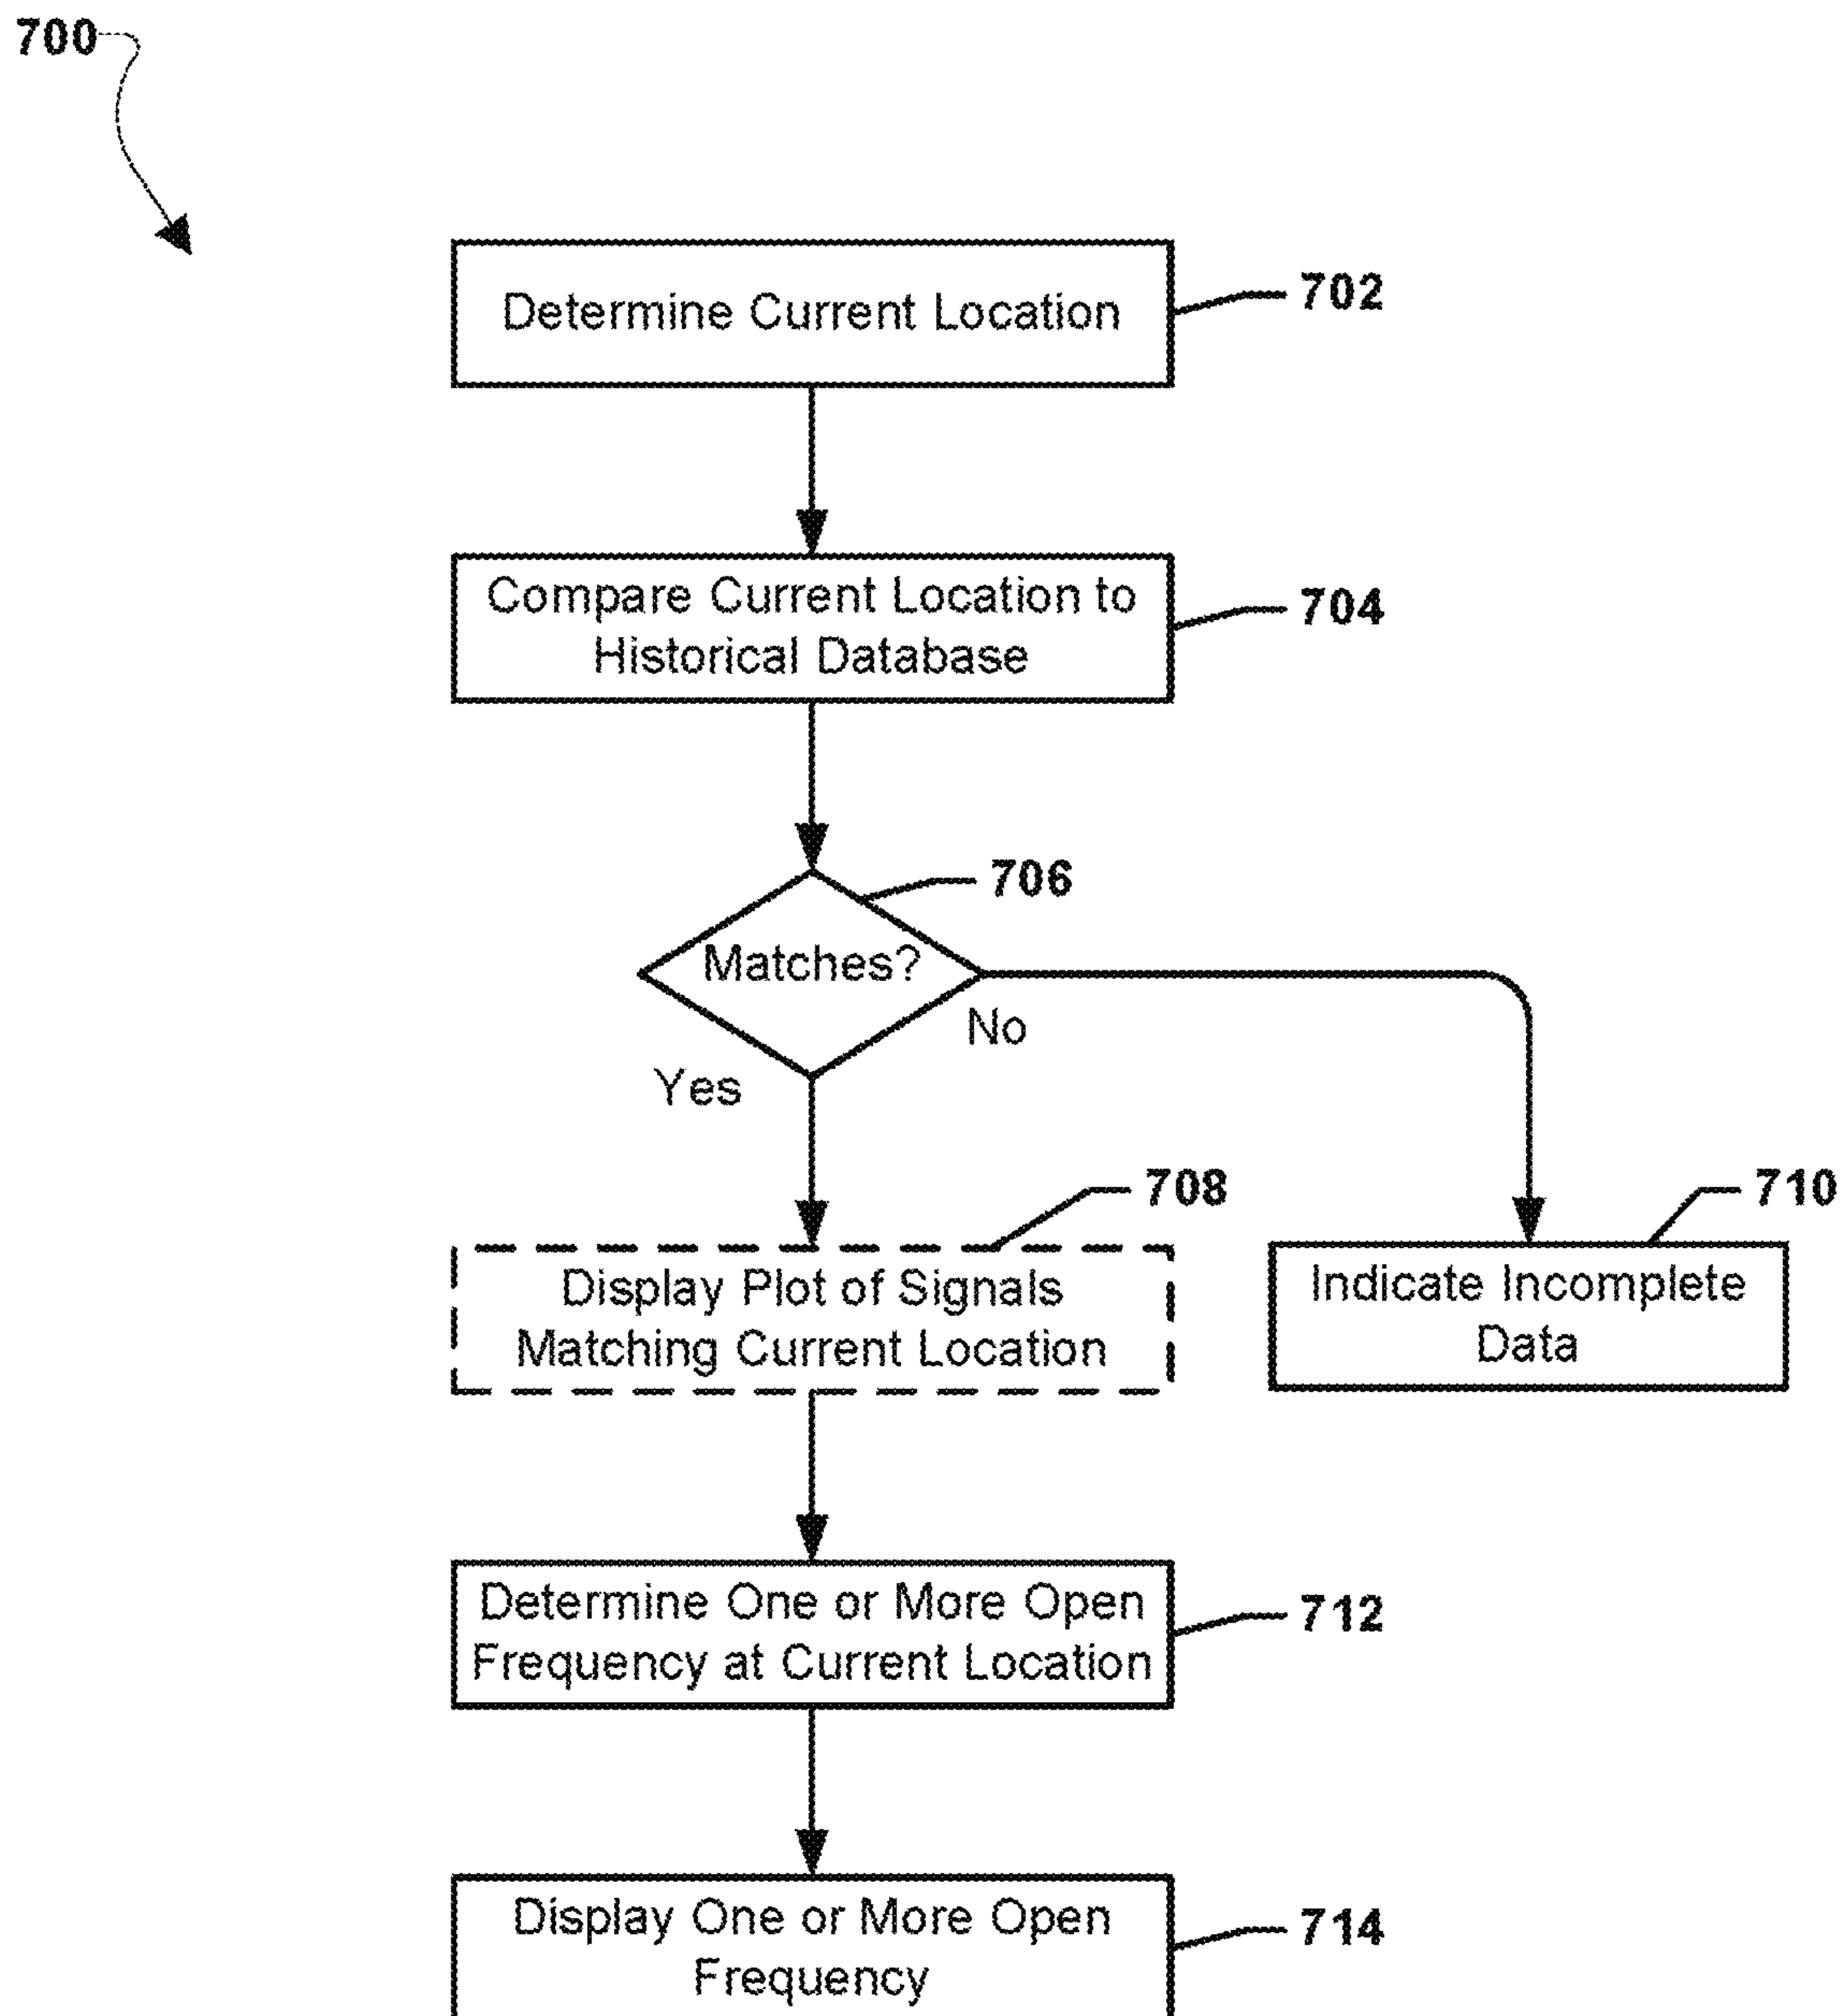 700
Determine Current Location
702
Compare Current Location to
Historical Database
704
706
Matches?
No
Yes
708
710
Display Plot of Signals
Matching Current Location
Indicate Incomplete
Data
Determine One or More Open
Frequency at Current Location
712
Display One or More Open
Frequency
714